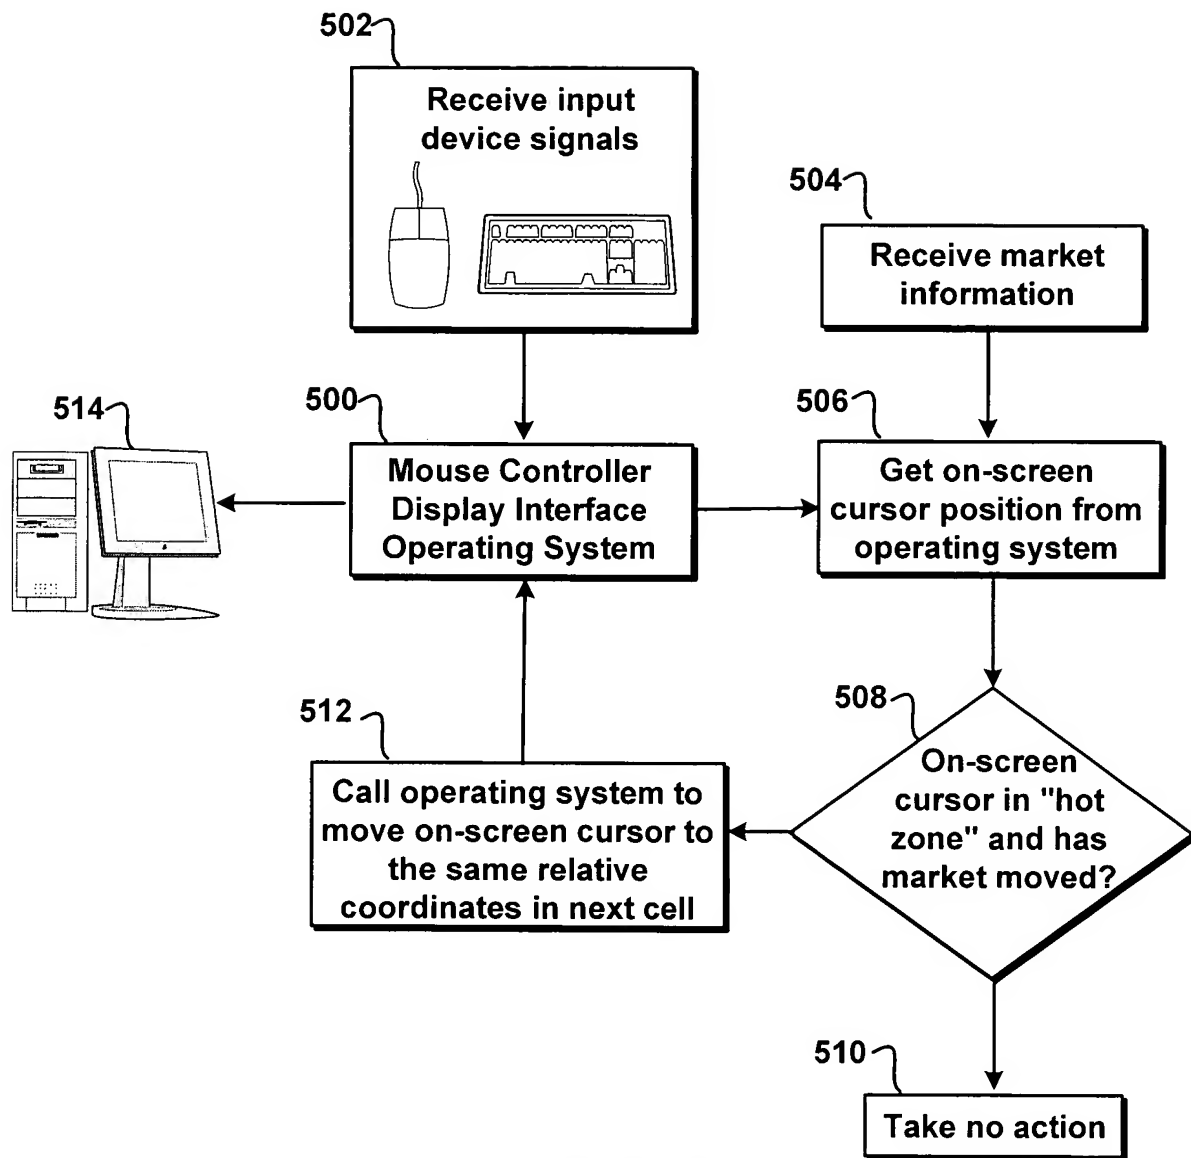 502
Receive input
device signals
504
Receive market
information
514
500
Mouse Controller
Display Interface
Operating System
506
Get on-screen
cursor position from
operating system
512
Call operating system to
move on-screen cursor to
the same relative
coordinates in next cell
508
On-screen
cursor in "hot
zone" and has
market moved?
510
Take no action